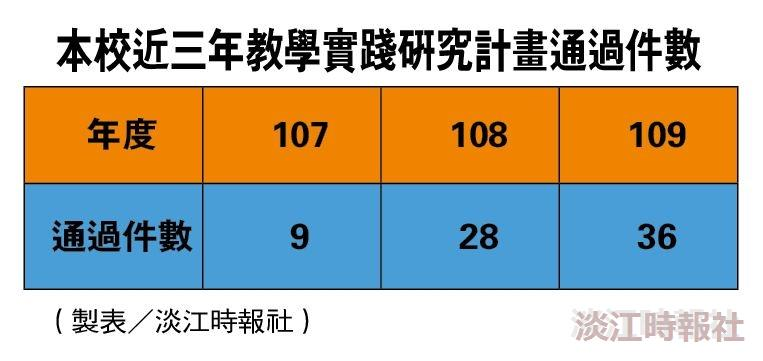 本校近三年教學實踐研究計畫通過件數
年度 107 108 109
通過件數 9 28 36
（製表／淡江時報社）
淡江時報社